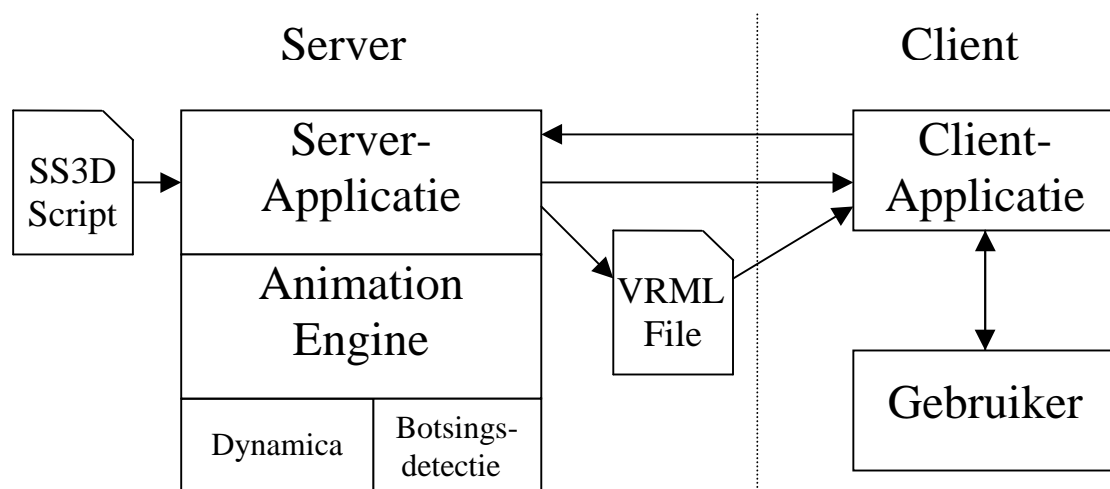 Server
Client
SS3D
Script
Server-
Applicatie
Client-
Applicatie
Animation
Engine
VRML
File
Gebruiker
Dynamica
Botsings-
detectie